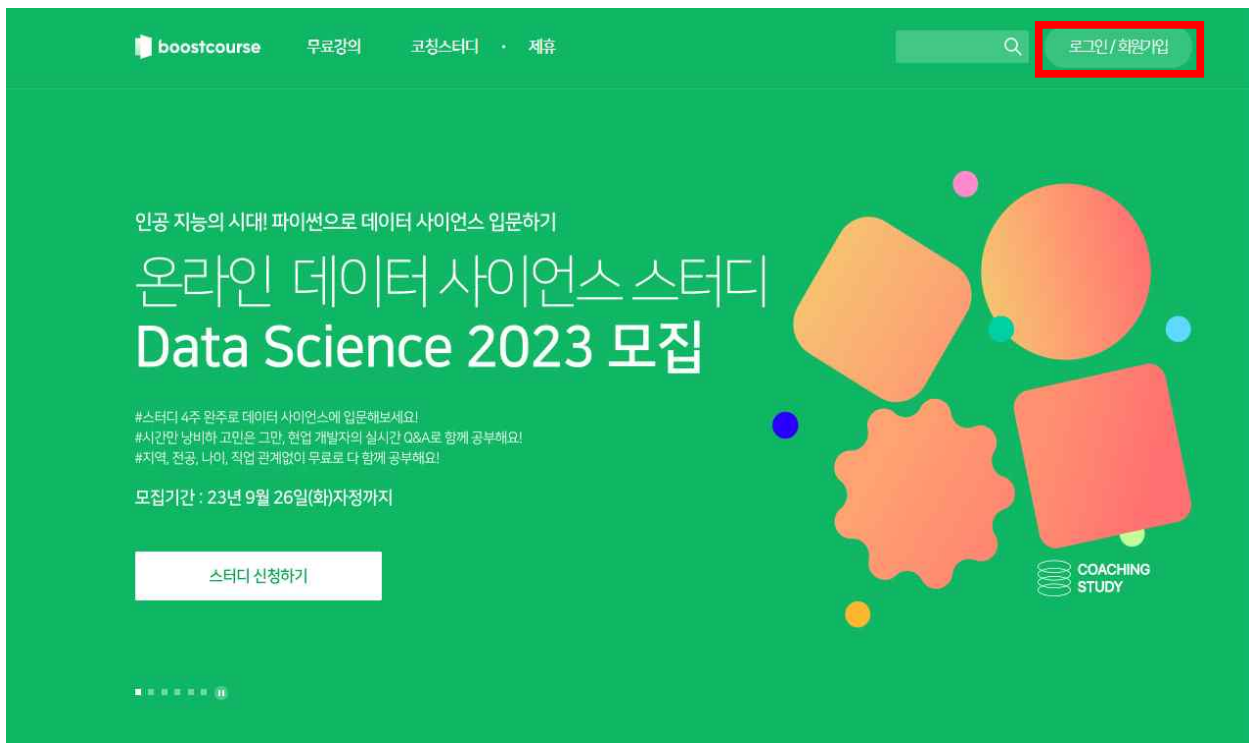 boostcourse 무료강의 코칭스터디 · 제휴 로그인/회원가입
인공 지능의 시대! 파이썬으로 데이터 사이언스 입문하기
온라인 데이터 사이언스 스터디
Data Science 2023 모집
#스터디 4주 완주로 데이터 사이언스에 입문해보세요!
#시간만 낭비하 고민은 그만, 현업 개발자의 실시간 Q&A로 함께 공부해요!
#지역, 전공, 나이, 직업 관계없이 무료로 다 함께 공부해요!
모집기간 : 23년 9월 26일(화)자정까지
스터디 신청하기
COACHING
STUDY